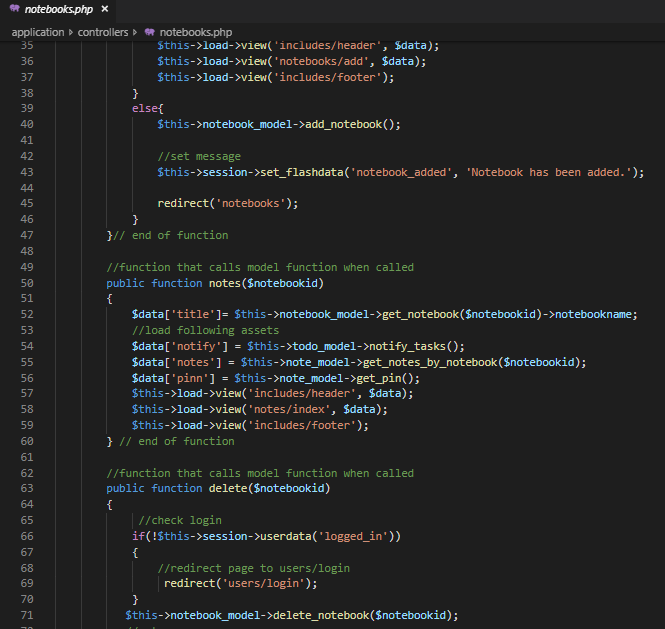 notebooks.php ×
application > controllers > notebooks.php
35 $this->load->view('includes/header', $data);
36 $this->load->view('notebooks/add', $data);
37 $this->load->view('includes/footer');
38 }
39 else{
40 $this->notebook_model->add_notebook();
41
42 //set message
43 $this->session->set_flashdata('notebook_added', 'Notebook has been added.');
44
45 redirect('notebooks');
46 }
47 }// end of function
48
49 //function that calls model function when called
50 public function notes($notebookid)
51 {
52 $data['title']= $this->notebook_model->get_notebook($notebookid)->notebookname;
53 //load following assets
54 $data['notify'] = $this->todo_model->notify_tasks();
55 $data['notes'] = $this->note_model->get_notes_by_notebook($notebookid);
56 $data['pinn'] = $this->note_model->get_pin();
57 $this->load->view('includes/header', $data);
58 $this->load->view('notes/index', $data);
59 $this->load->view('includes/footer');
60 } // end of function
61
62 //function that calls model function when called
63 public function delete($notebookid)
64 {
65 //check login
66 if(!$this->session->userdata('logged_in'))
67 {
68 //redirect page to users/login
69 redirect('users/login');
70 }
71 $this->notebook_model->delete_notebook($notebookid);